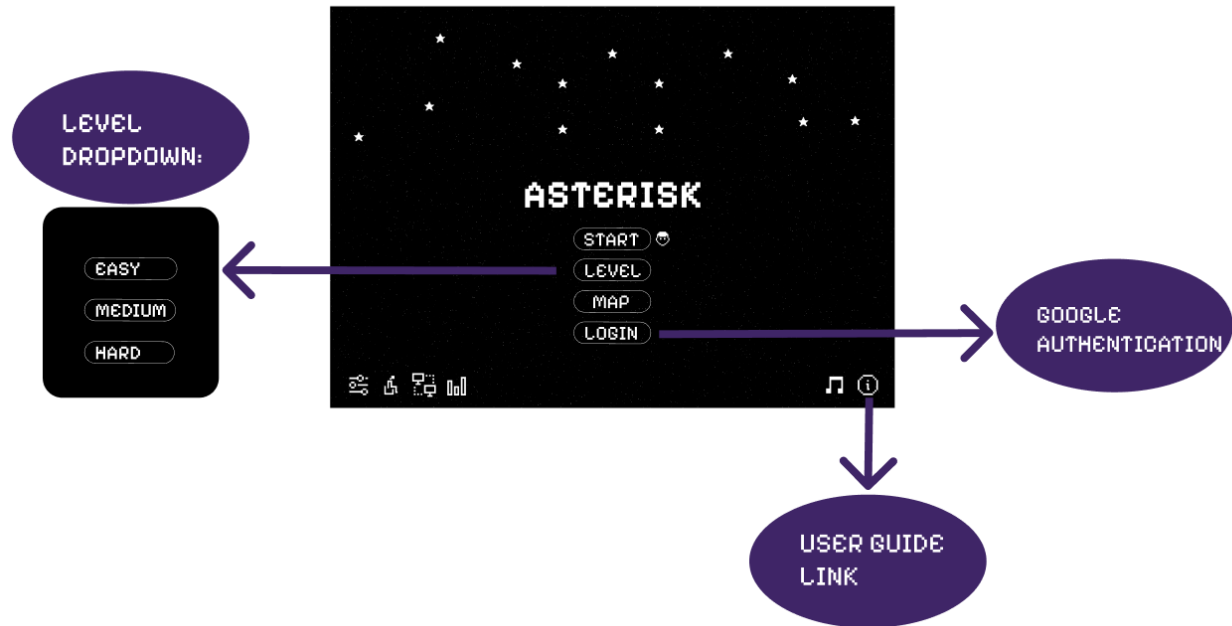 LEVEL
DROPDOWN:
EASY
MEDIUM
HARD
ASTERISK
START
LEVEL
MAP
LOGIN
GOOGLE
AUTHENTICATION
USER GUIDE
LINK